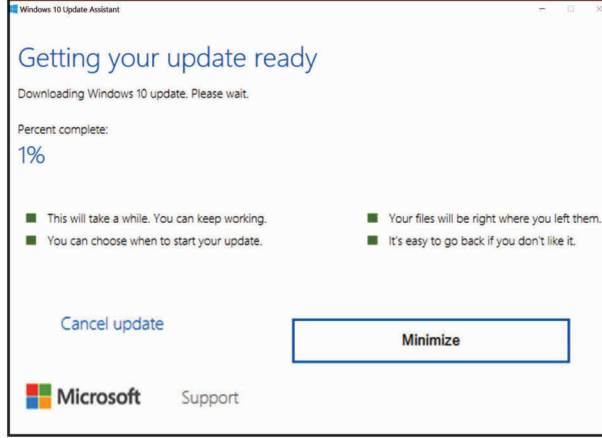 Windows 10 Update Assistant
Getting your update ready
Downloading Windows 10 update. Please wait.
Percent complete:
1%
This will take a while. You can keep working.
You can choose when to start your update.
Your files will be right where you left them.
It's easy to go back if you don't like it.
Cancel update
Minimize
Microsoft
Support